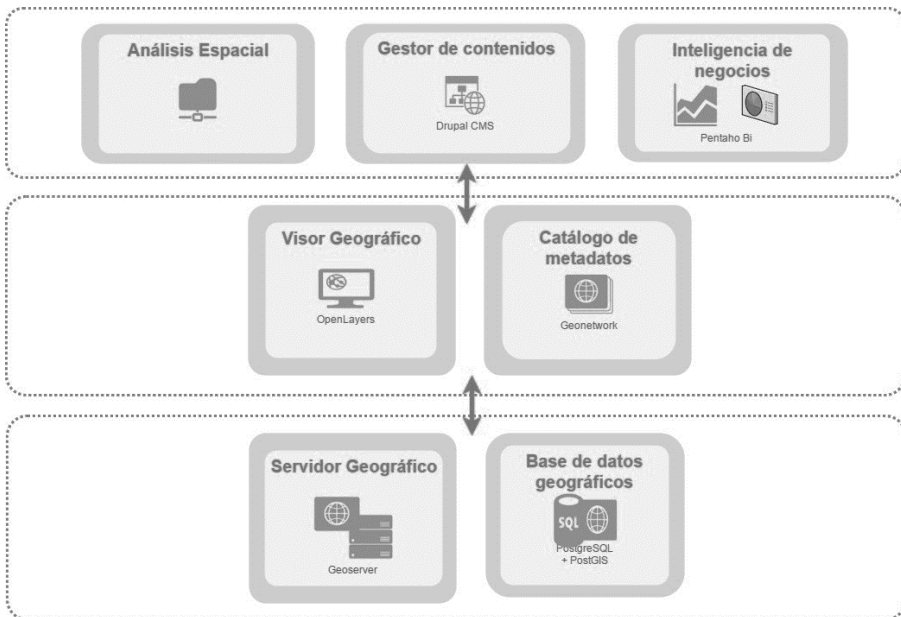 Análisis Espacial
Gestor de contenidos
Drupal CMS
Inteligencia de
negocios
Pentaho Bi
Visor Geográfico
OpenLayers
Catálogo de
metadatos
Geonetwork
Servidor Geográfico
Geoserver
Base de datos
geográficos
SQL
PostgreSQL
+ PostGIS